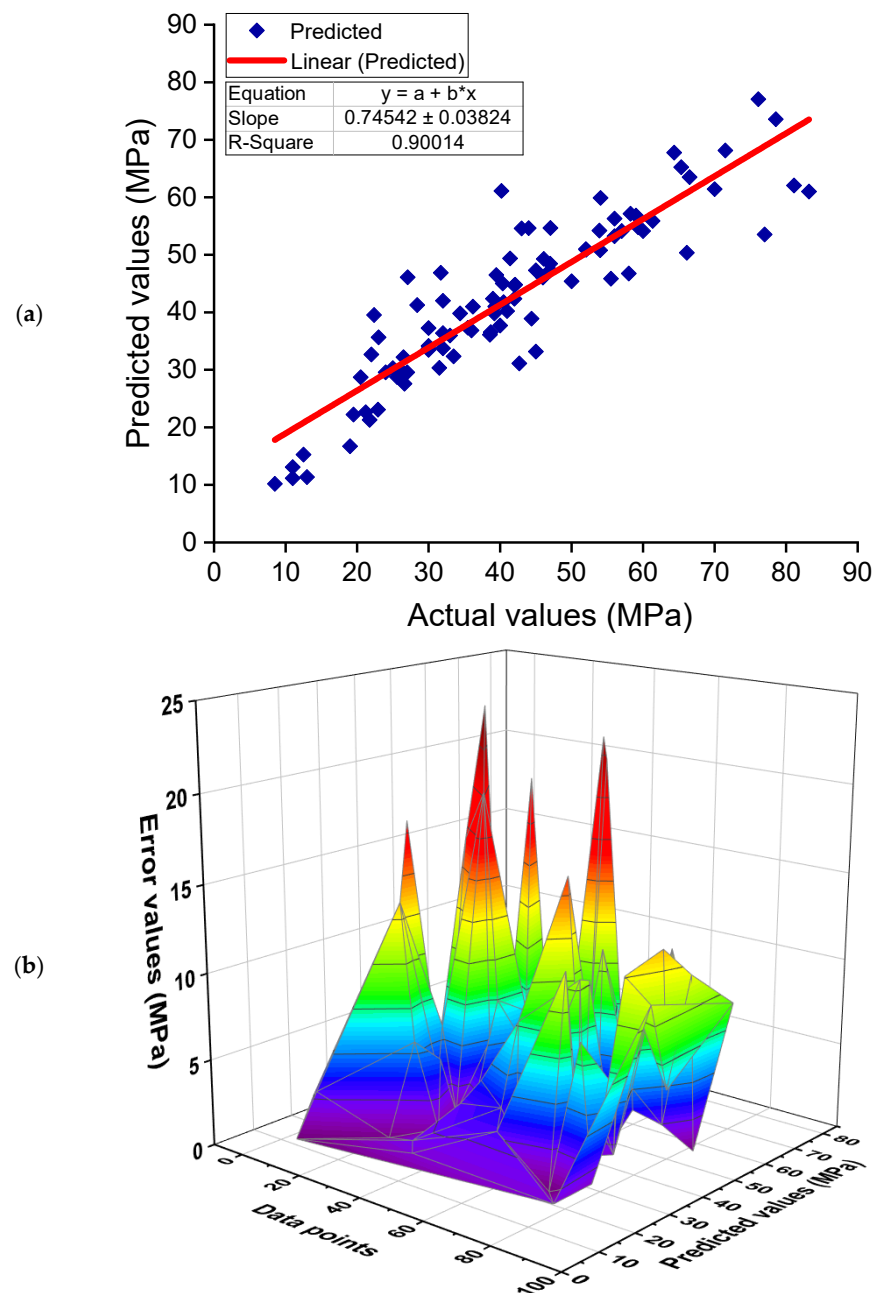 90
80
70
60
50
40
30
20
10
0
Predicted values (MPa)
Predicted
Linear (Predicted)
Equation y = a + b*x
Slope 0.74542 ± 0.03824
R-Square 0.90014
(a)
0 10 20 30 40 50 60 70 80 90
Actual values (MPa)
25
20
15
10
5
0
Error values (MPa)
(b)
0
20
40
60
80
100
Data points
0
10
20
30
40
50
60
70
80
Predicted values (MPa)